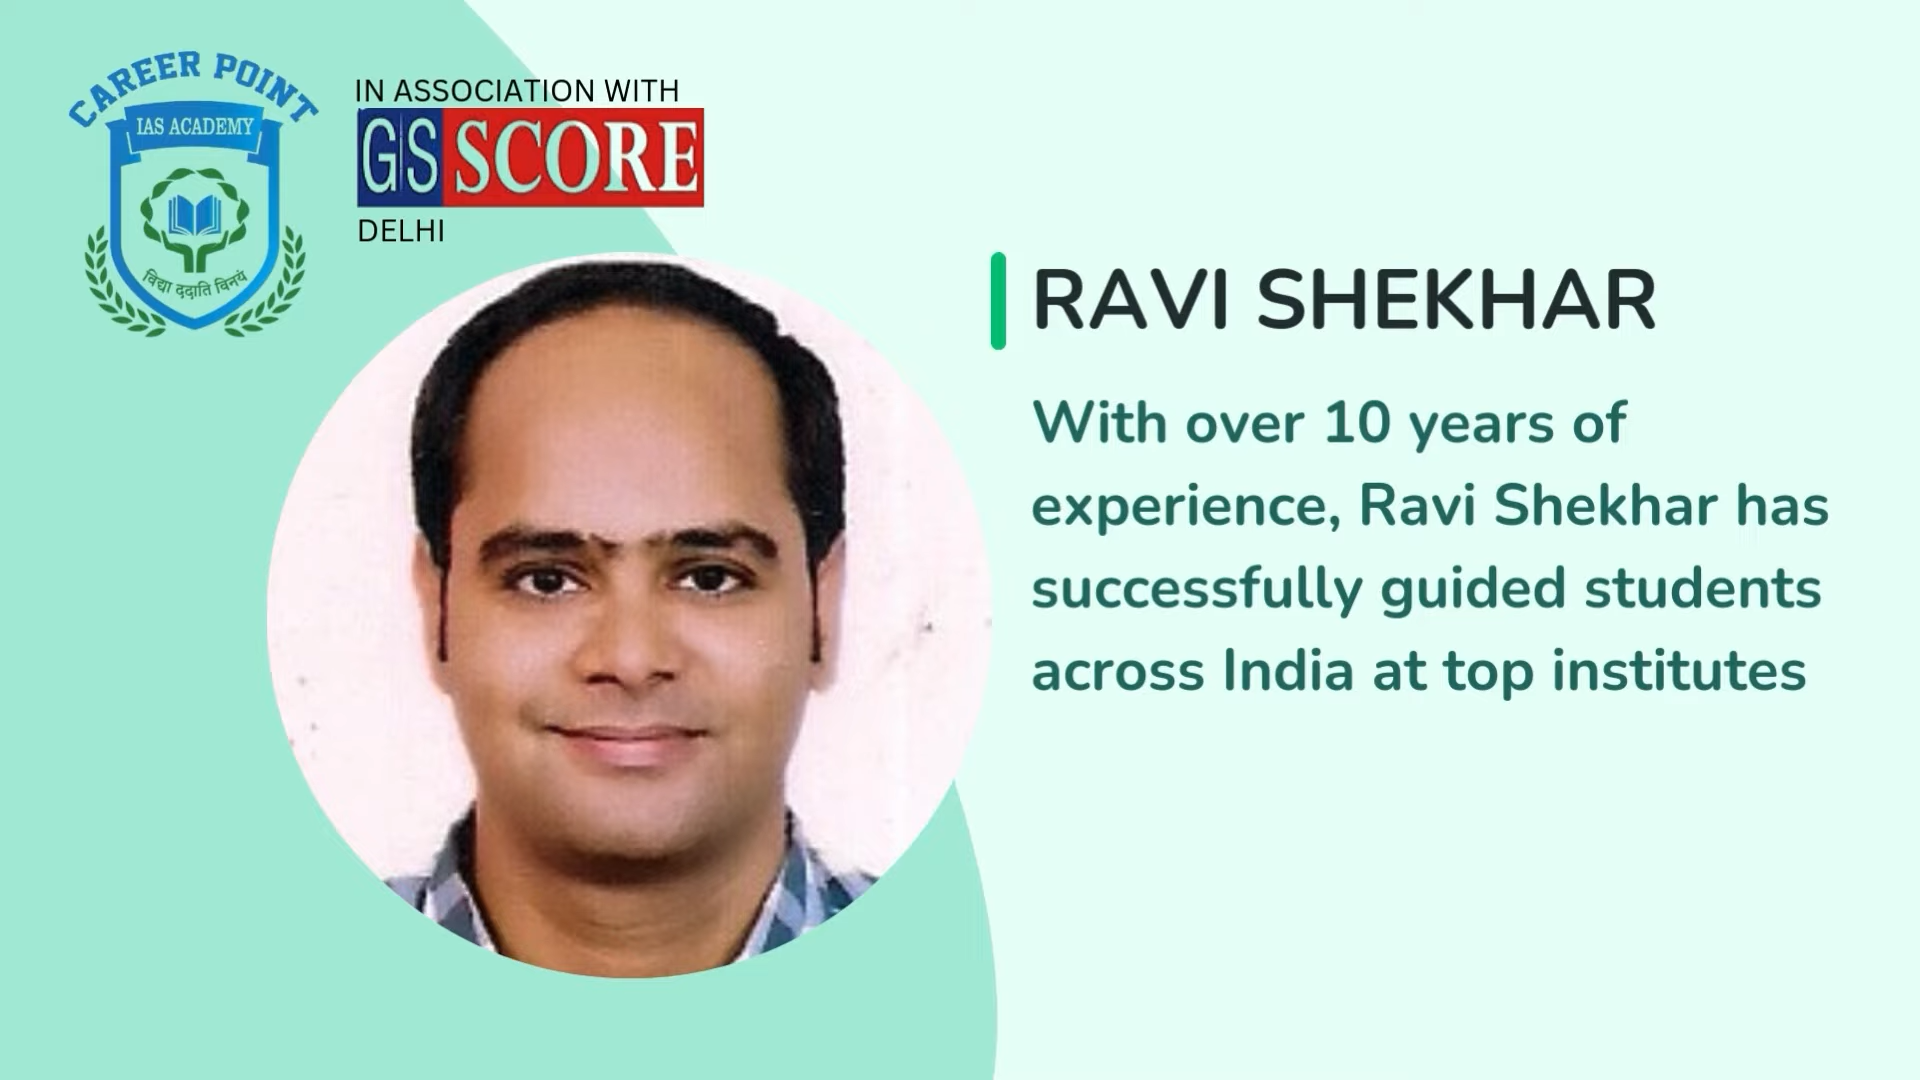 CAREER POINT
IAS ACADEMY
विद्या ददाति विनयं
IN ASSOCIATION WITH
GS SCORE
DELHI
RAVI SHEKHAR
With over 10 years of
experience, Ravi Shekhar has
successfully guided students
across India at top institutes